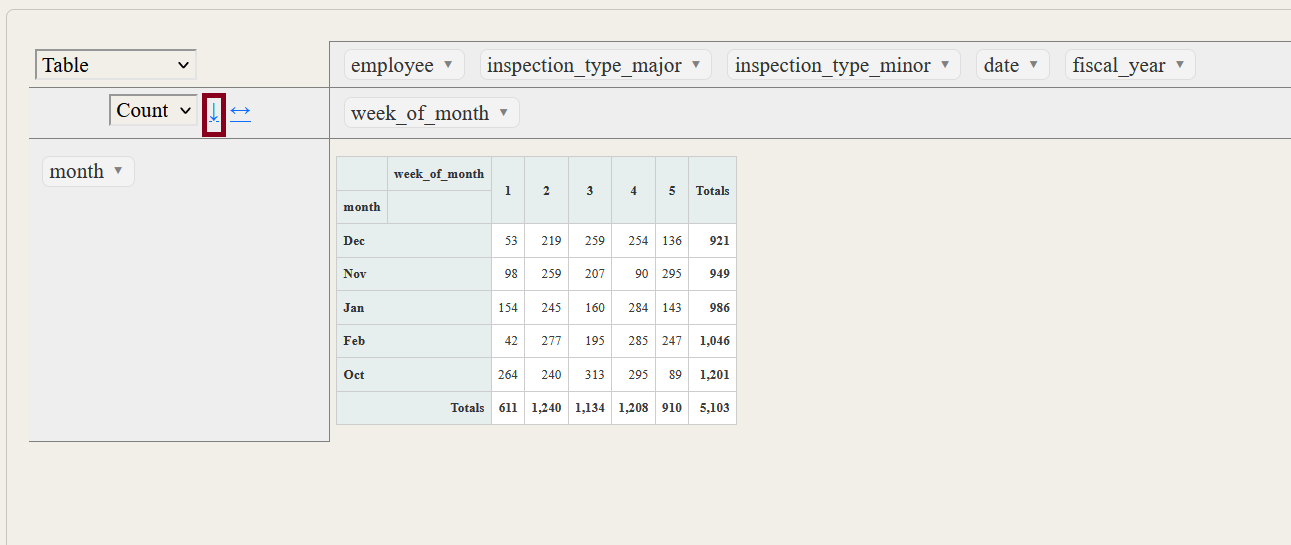 Table employee ▼ inspection_type_major ▼ inspection_type_minor ▼ date ▼ fiscal_year ▼
Count ↓ ↔ week_of_month ▼
month ▼
week_of_month 1 2 3 4 5 Totals
month
Dec 53 219 259 254 136 921
Nov 98 259 207 90 295 949
Jan 154 245 160 284 143 986
Feb 42 277 195 285 247 1,046
Oct 264 240 313 295 89 1,201
Totals 611 1,240 1,134 1,208 910 5,103